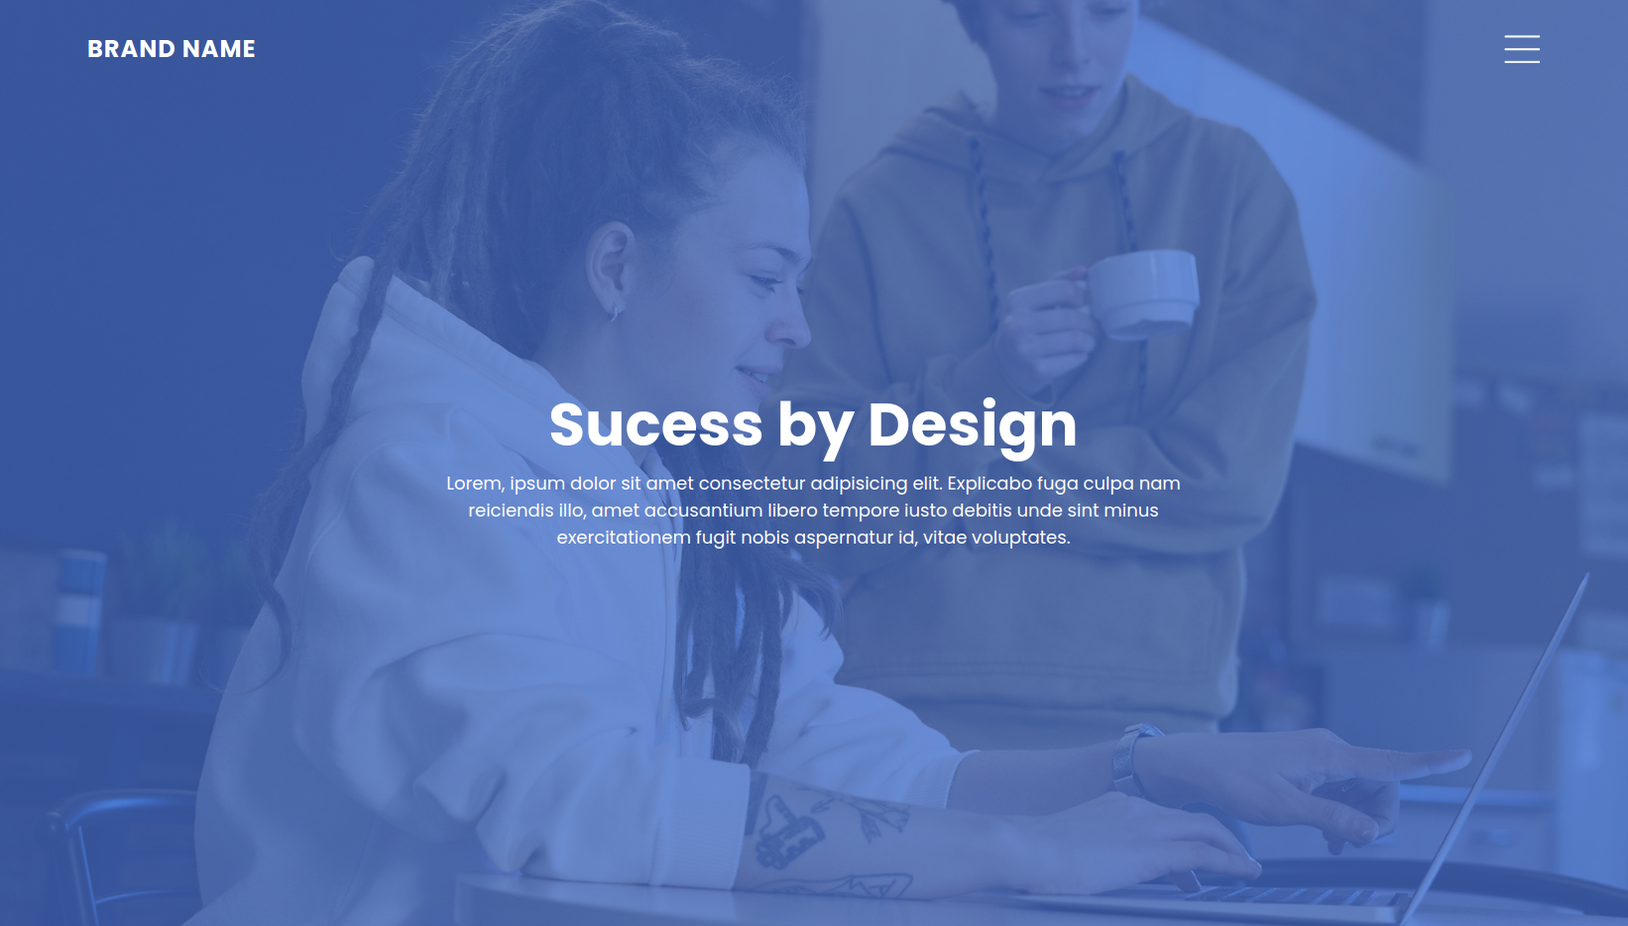 BRAND NAME
Sucess by Design
Lorem, ipsum dolor sit amet consectetur adipisicing elit. Explicabo fuga culpa nam
reiciendis illo, amet accusantium libero tempore iusto debitis unde sint minus
exercitationem fugit nobis aspernatur id, vitae voluptates.